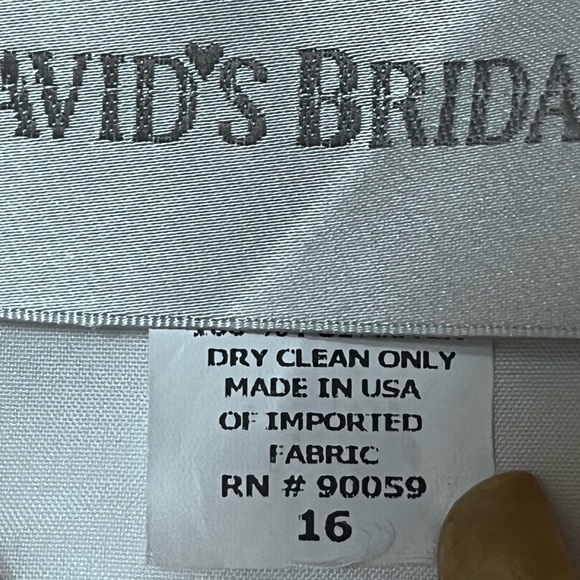 AVID'S BRIDA
DRY CLEAN ONLY
MADE IN USA
OF IMPORTED
FABRIC
RN # 90059
16